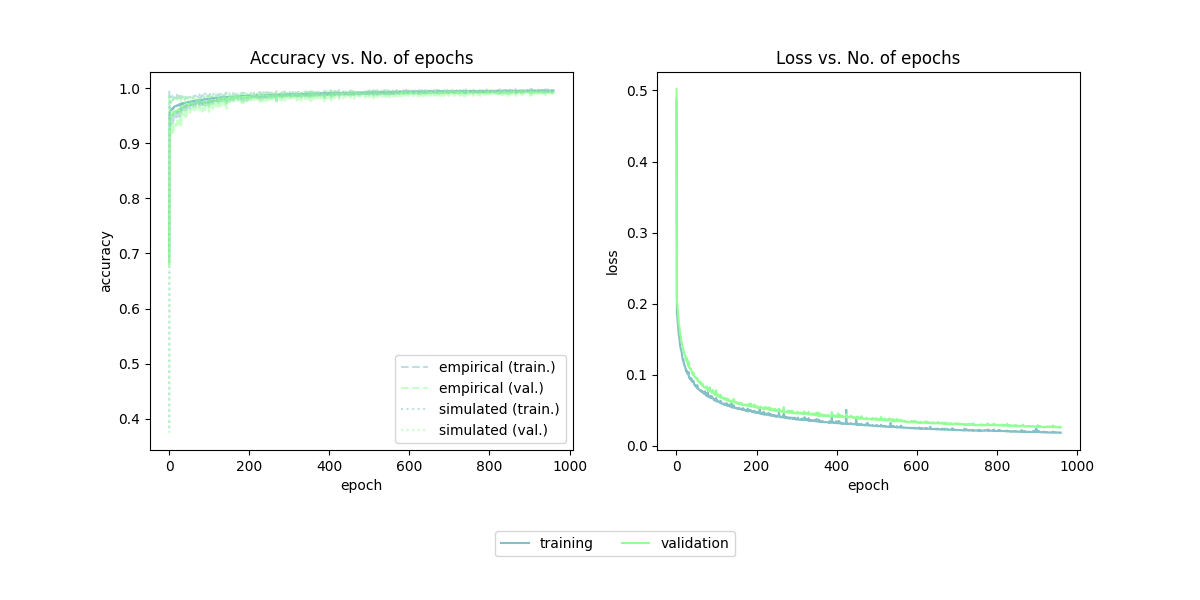 Accuracy vs. No. of epochs
1.0
0.9
0.8
0.7
0.6
0.5
0.4
accuracy
0 200 400 600 800 1000
epoch
empirical (train.)
empirical (val.)
simulated (train.)
simulated (val.)
Loss vs. No. of epochs
0.5
0.4
0.3
0.2
0.1
0.0
loss
0 200 400 600 800 1000
epoch
training validation